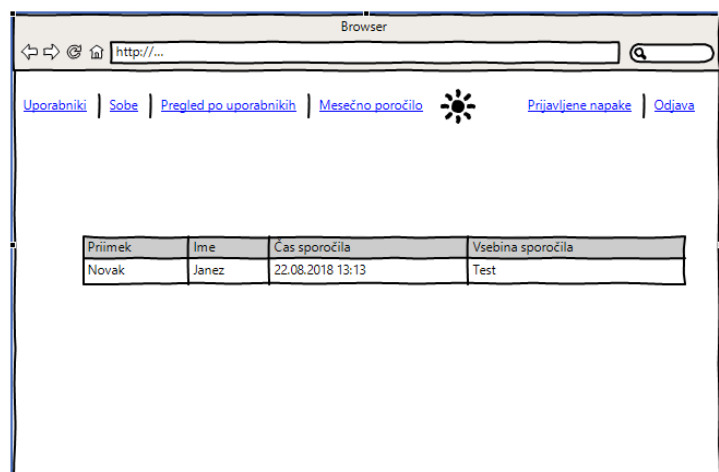 Browser
http://...
Uporabniki Sobe Pregled po uporabnikih Mesečno poročilo Prijavljene napake Odjava
Priimek Ime Čas sporočila Vsebina sporočila
Novak Janez 22.08.2018 13:13 Test